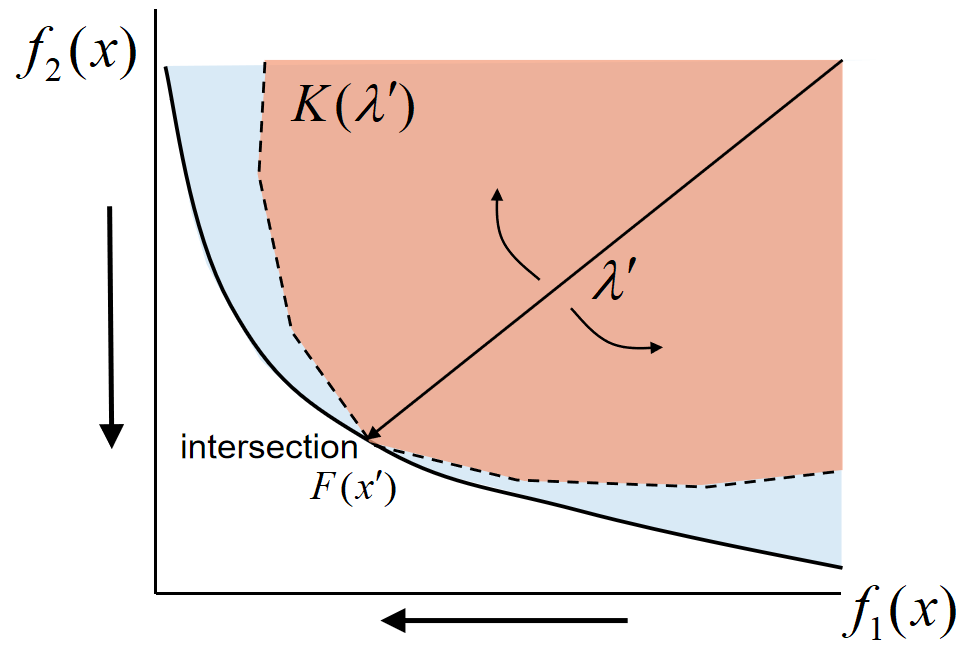 f₂(x)
K(λ′)
λ′
intersection
F(x′)
f₁(x)